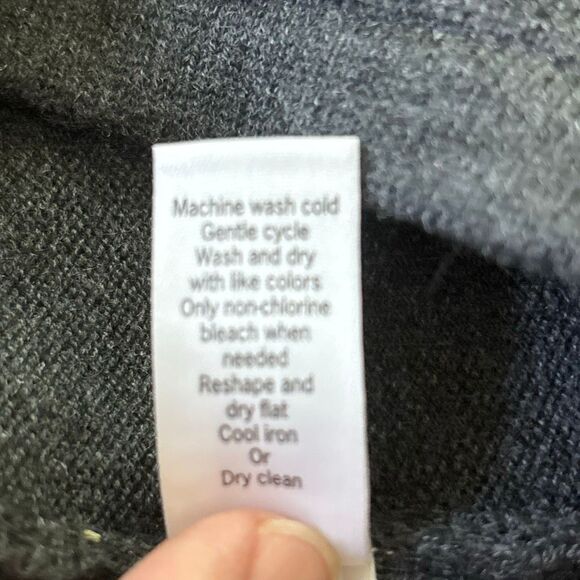 Machine wash cold
Gentle cycle
Wash and dry
with like colors
Only non-chlorine
bleach when
needed
Reshape and
dry flat
Cool iron
Or
Dry clean